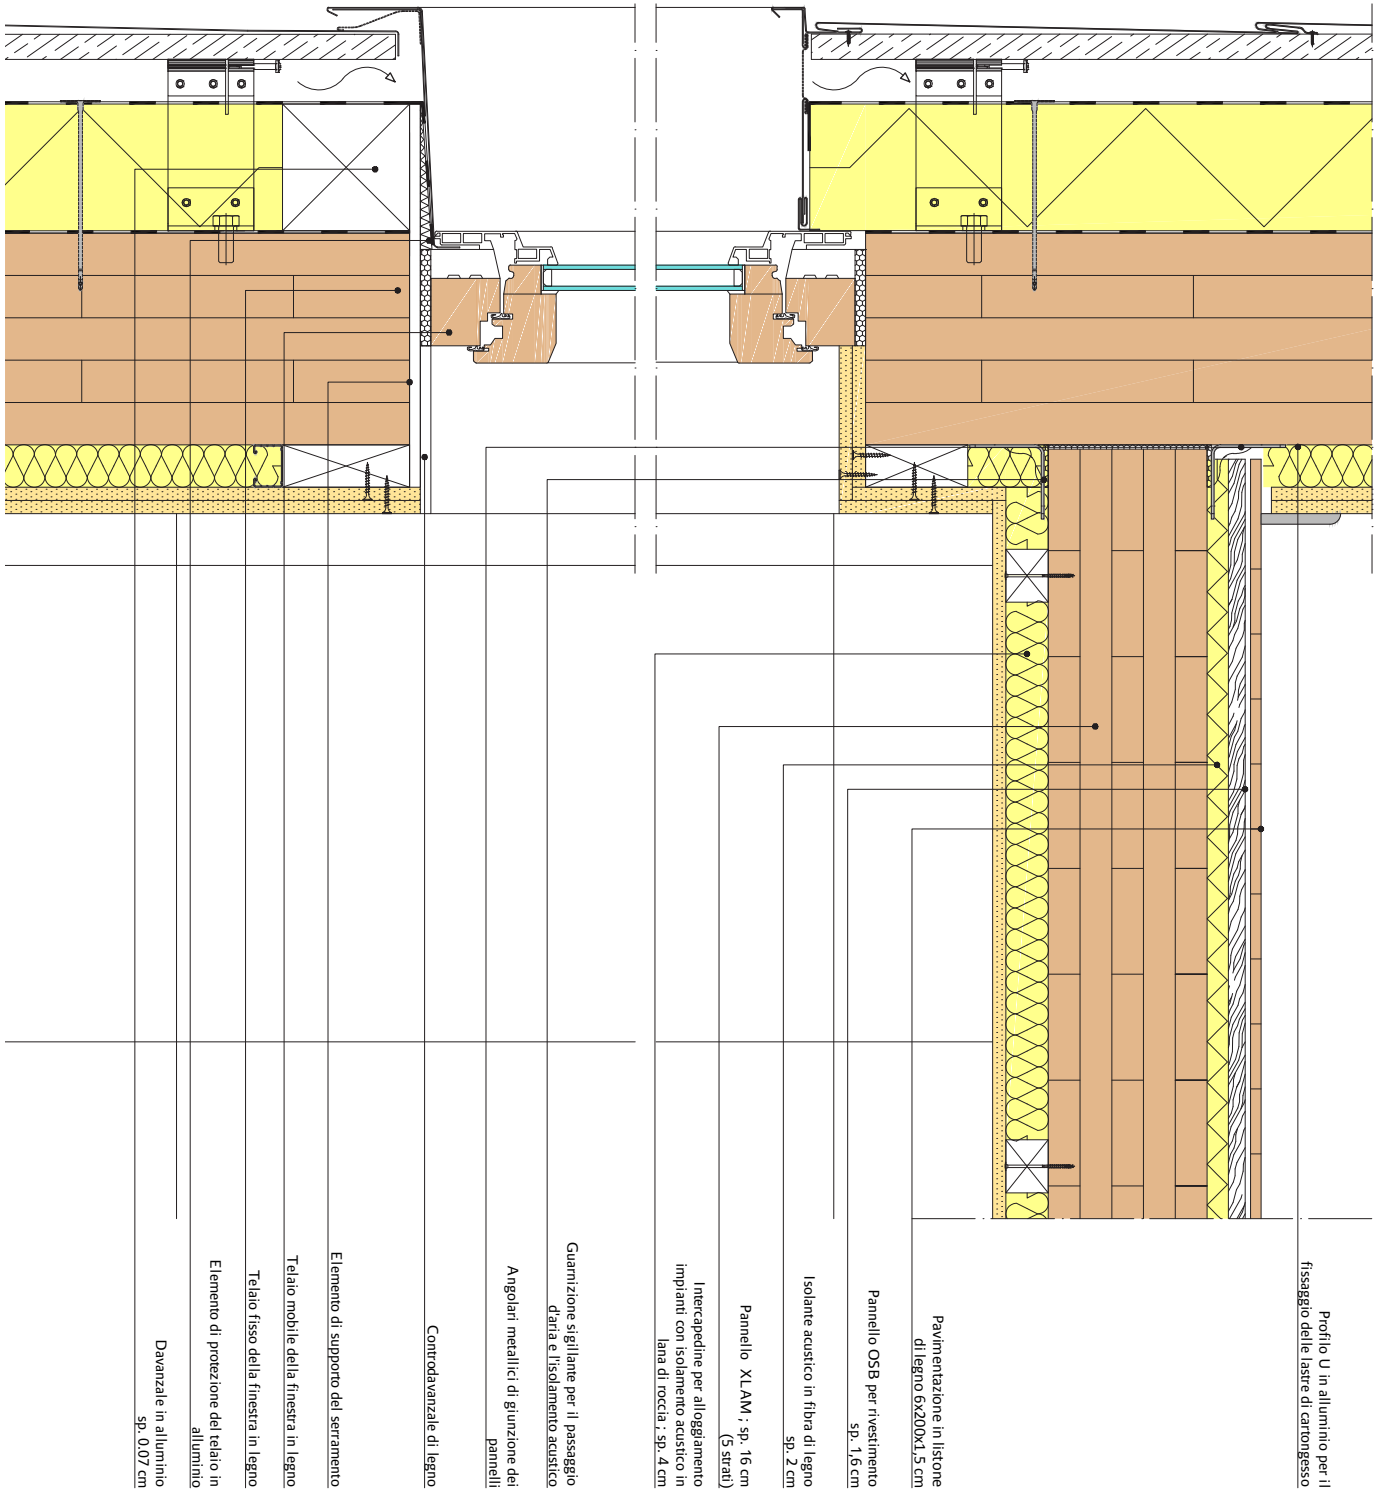 Profilo U in alluminio per il
fissaggio delle lastre di cartongesso
Pavimentazione in listone
di legno 6x200x1,5 cm
Pannello OSB per rivestimento
sp. 1,6 cm
Isolante acustico in fibra di legno
sp. 2 cm
Pannello XLAM ; sp. 16 cm
(5 strati)
Intercapedine per alloggiamento
impianti con isolamento acustico in
lana di roccia ; sp. 4 cm
Guarnizione sigillante per il passaggio
d'aria e l'isolamento acustico
Angolari metallici di giunzione dei
pannelli
Controdavanzale di legno
Elemento di supporto del serramento
Telaio mobile della finestra in legno
Telaio fisso della finestra in legno
Elemento di protezione del telaio in
alluminio
Davanzale in alluminio
sp. 0.07 cm